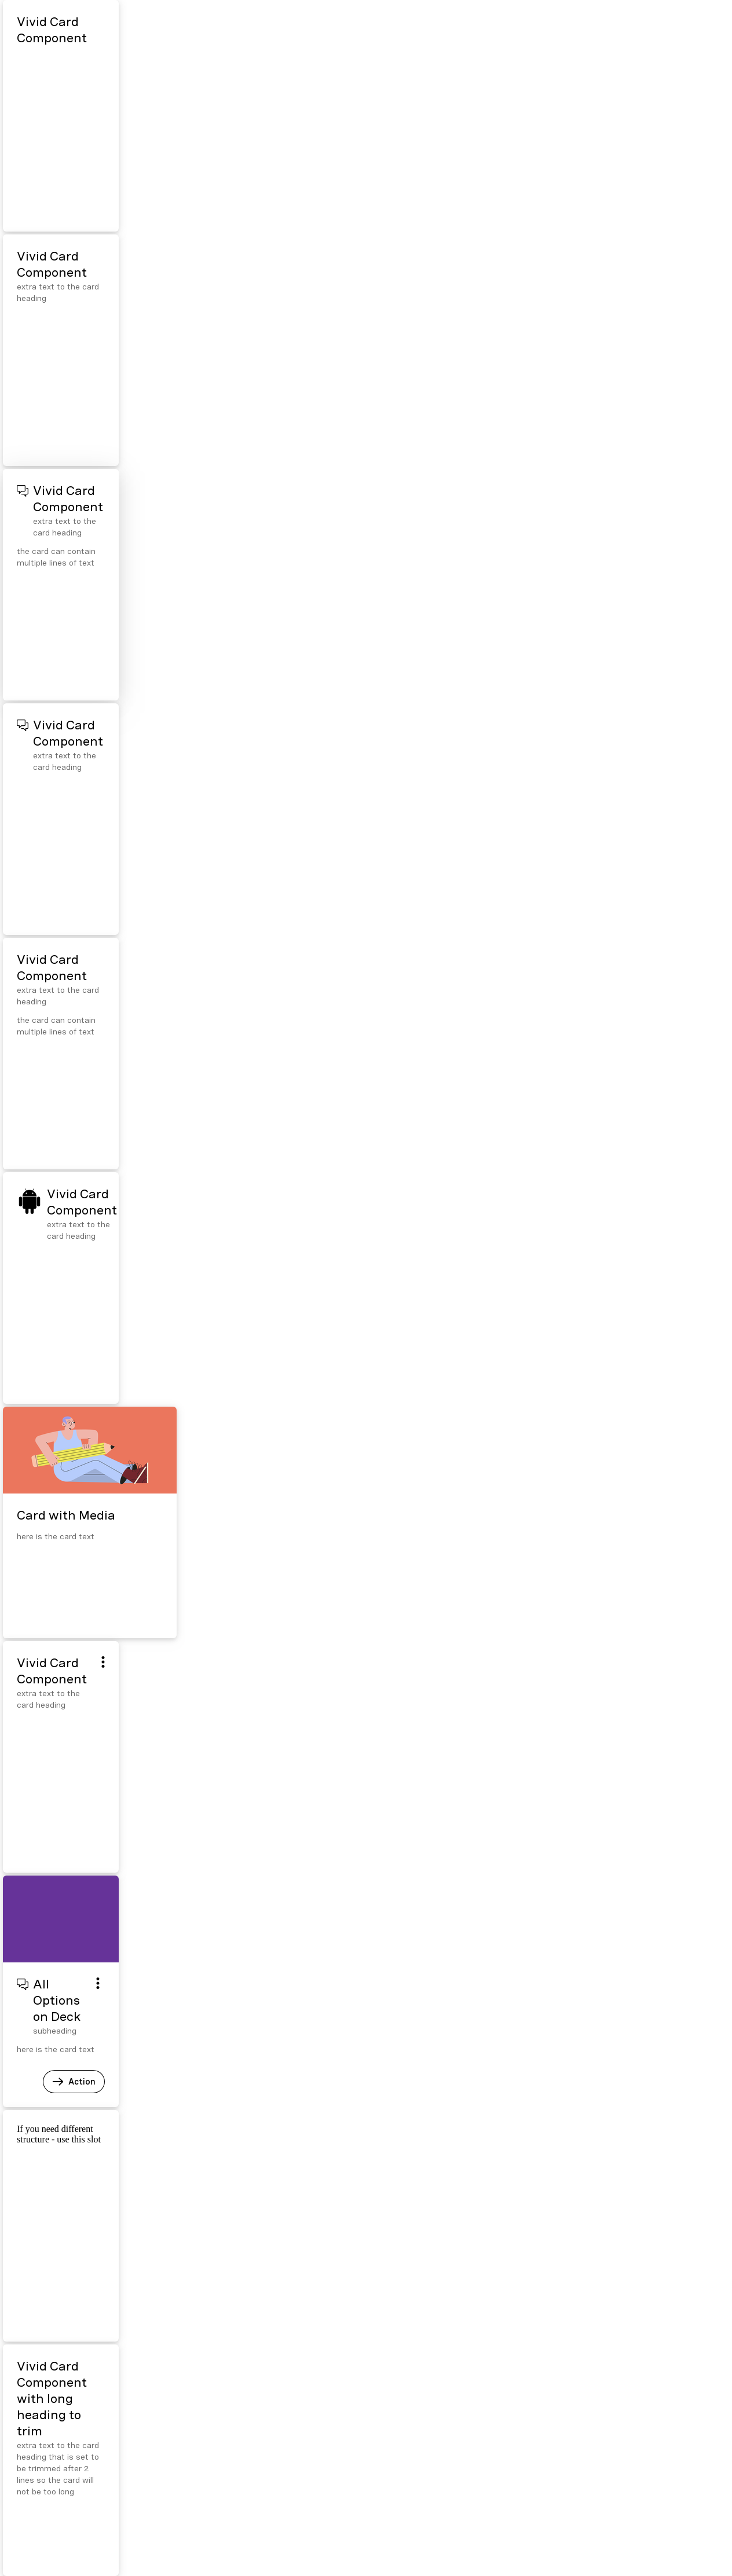 Vivid Card
Component
Vivid Card
Component
extra text to the card
heading
Vivid Card
Component
extra text to the
card heading
the card can contain
multiple lines of text
Vivid Card
Component
extra text to the
card heading
Vivid Card
Component
extra text to the card
heading
the card can contain
multiple lines of text
Vivid Card
Component
extra text to the
card heading
Card with Media
here is the card text
Vivid Card
Component
extra text to the
card heading
All
Options
on Deck
subheading
here is the card text
Action
If you need different
structure - use this slot
Vivid Card
Component
with long
heading to
trim
extra text to the card
heading that is set to
be trimmed after 2
lines so the card will
not be too long